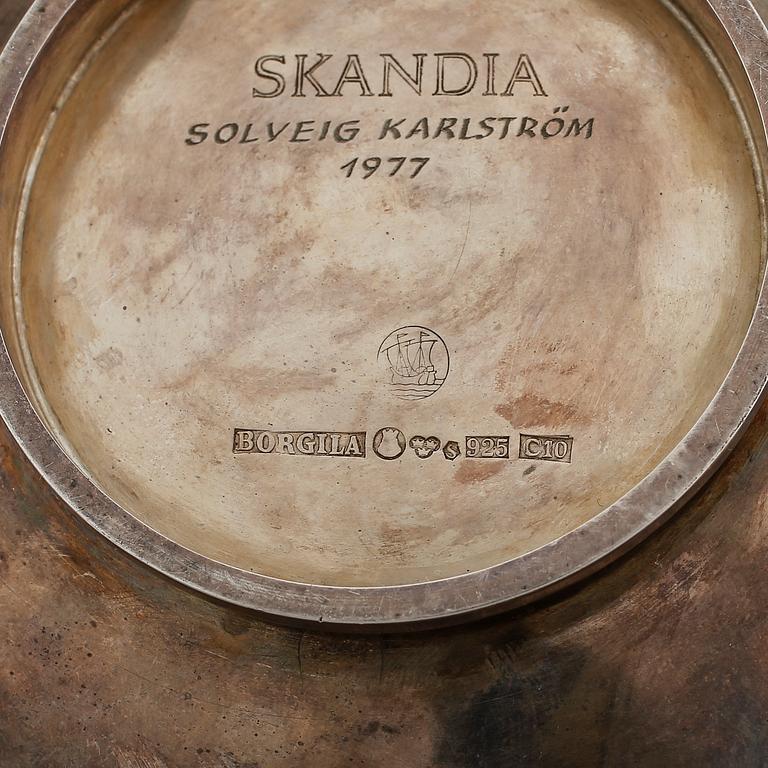 SKANDIA
SOLVEIG KARLSTRÖM
1977
BORGILA S 925 C10